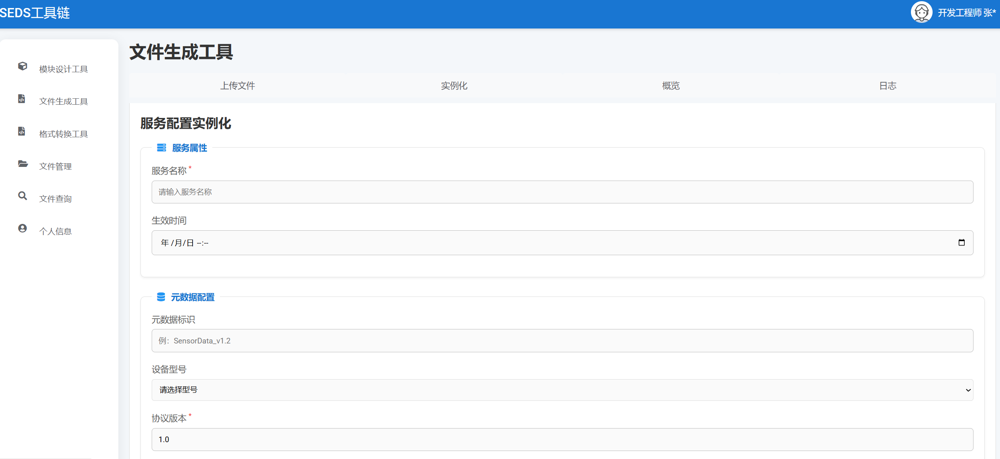 SEDS工具链
开发工程师 张*
模块设计工具
文件生成工具
格式转换工具
文件管理
文件查询
个人信息
文件生成工具
上传文件 实例化 概览 日志
服务配置实例化
服务属性
服务名称 *
请输入服务名称
生效时间
年 /月/日 --:--
元数据配置
元数据标识
例：SensorData_v1.2
设备型号
请选择型号
协议版本 *
1.0